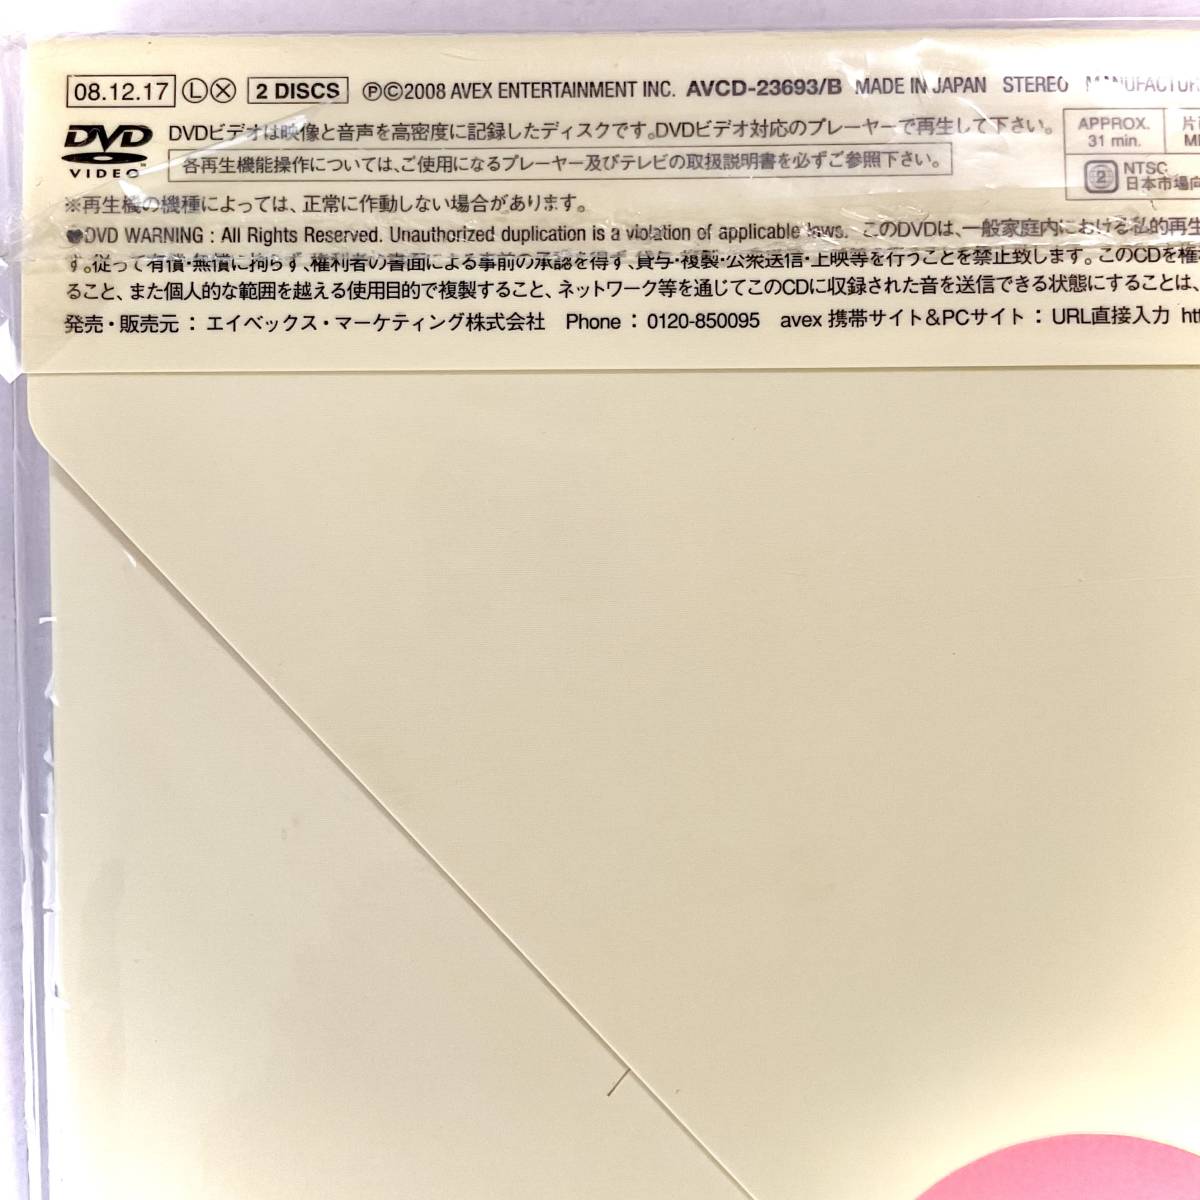 08.12.17 ⓁⓍ 2 DISCS ℗©2008 AVEX ENTERTAINMENT INC. AVCD-23693/B MADE IN JAPAN STEREO MANUFACTUR
DVD VIDEO
DVDビデオは映像と音声を高密度に記録したディスクです。DVDビデオ対応のプレーヤーで再生して下さい。
各再生機能操作については、ご使用になるプレーヤー及びテレビの取扱説明書を必ずご参照下さい。
APPROX.
31 min.
片面
2 NTSC
日本市場向
※再生機の機種によっては、正常に作動しない場合があります。
●DVD WARNING : All Rights Reserved. Unauthorized duplication is a violation of applicable laws. このDVDは、一般家庭内における私的再生
す。従って有償・無償に拘らず、権利者の書面による事前の承認を得ず、貸与・複製・公衆送信・上映等を行うことを禁止致します。このCDを権
ること、また個人的な範囲を越える使用目的で複製すること、ネットワーク等を通じてこのCDに収録された音を送信できる状態にすることは、
発売・販売元：エイベックス・マーケティング株式会社 Phone：0120-850095 avex 携帯サイト&PCサイト：URL直接入力 htt